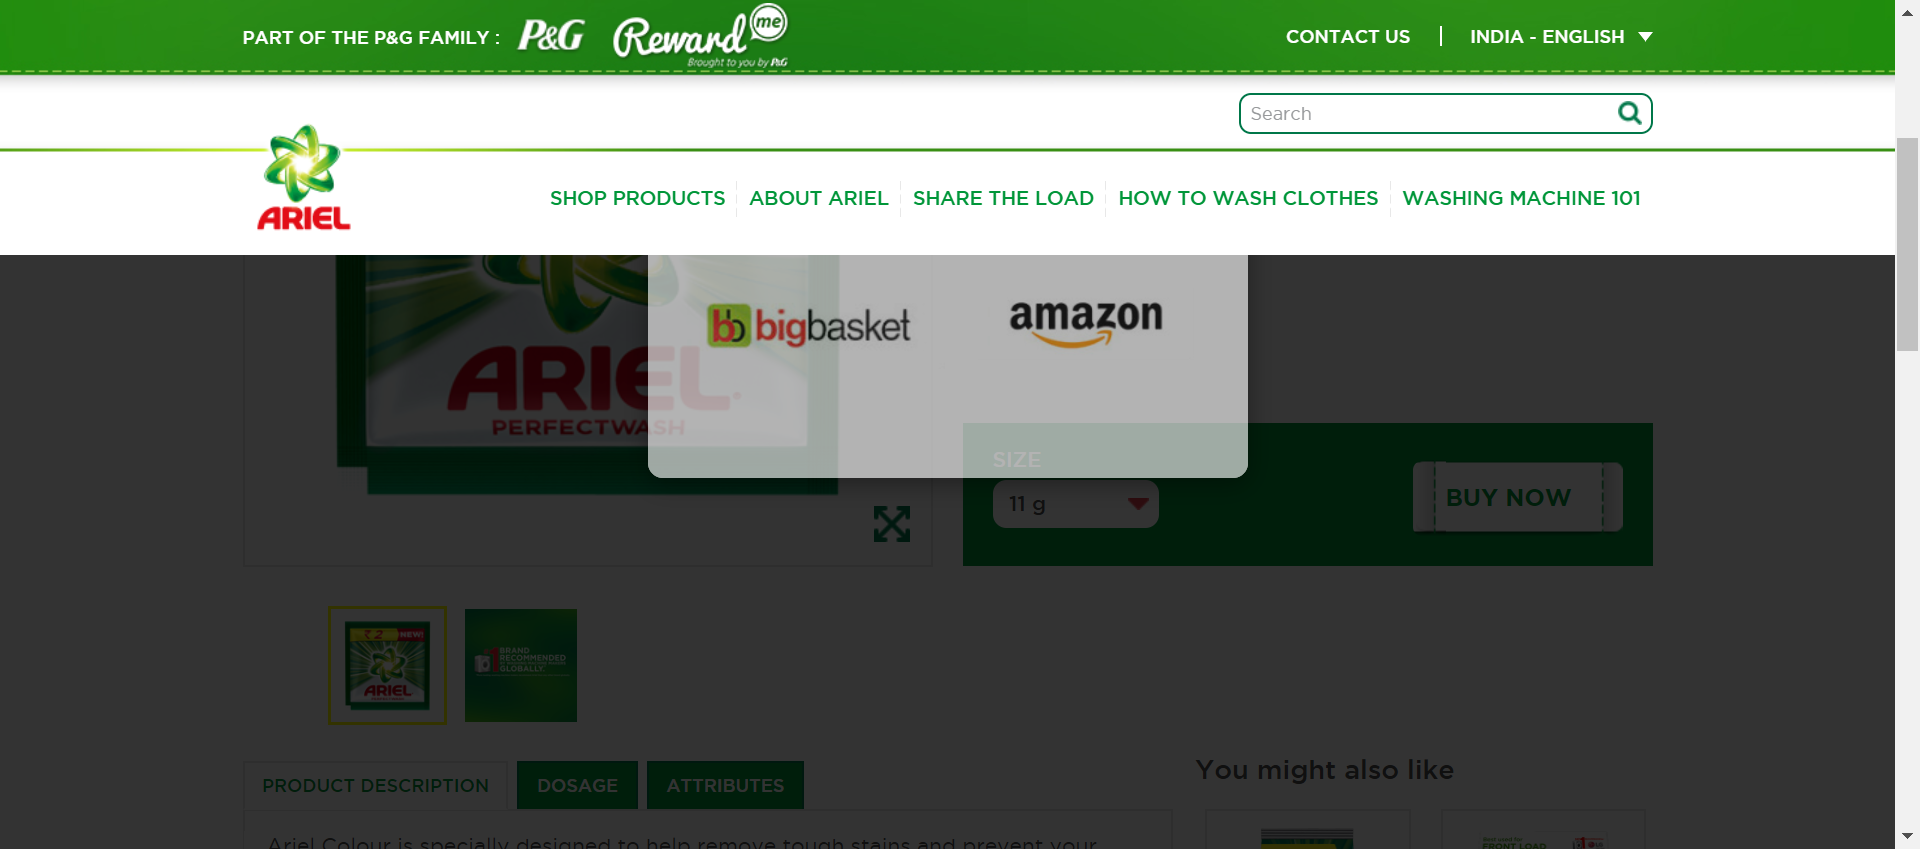 PART OF THE P&G FAMILY :
P&G
Reward me
Brought to you by P&G
CONTACT US
INDIA - ENGLISH
Search
ARIEL
SHOP PRODUCTS
ABOUT ARIEL
SHARE THE LOAD
HOW TO WASH CLOTHES
WASHING MACHINE 101
ARIEL
PERFECTWASH
bigbasket
amazon
SIZE
11 g
BUY NOW
₹ 2
NEW!
ARIEL
1 BRAND
RECOMMENDED
GLOBALLY.
PRODUCT DESCRIPTION
DOSAGE
ATTRIBUTES
You might also like
Ariel Colour is specially designed to help remove tough stains and prevent your
FRONT LOAD